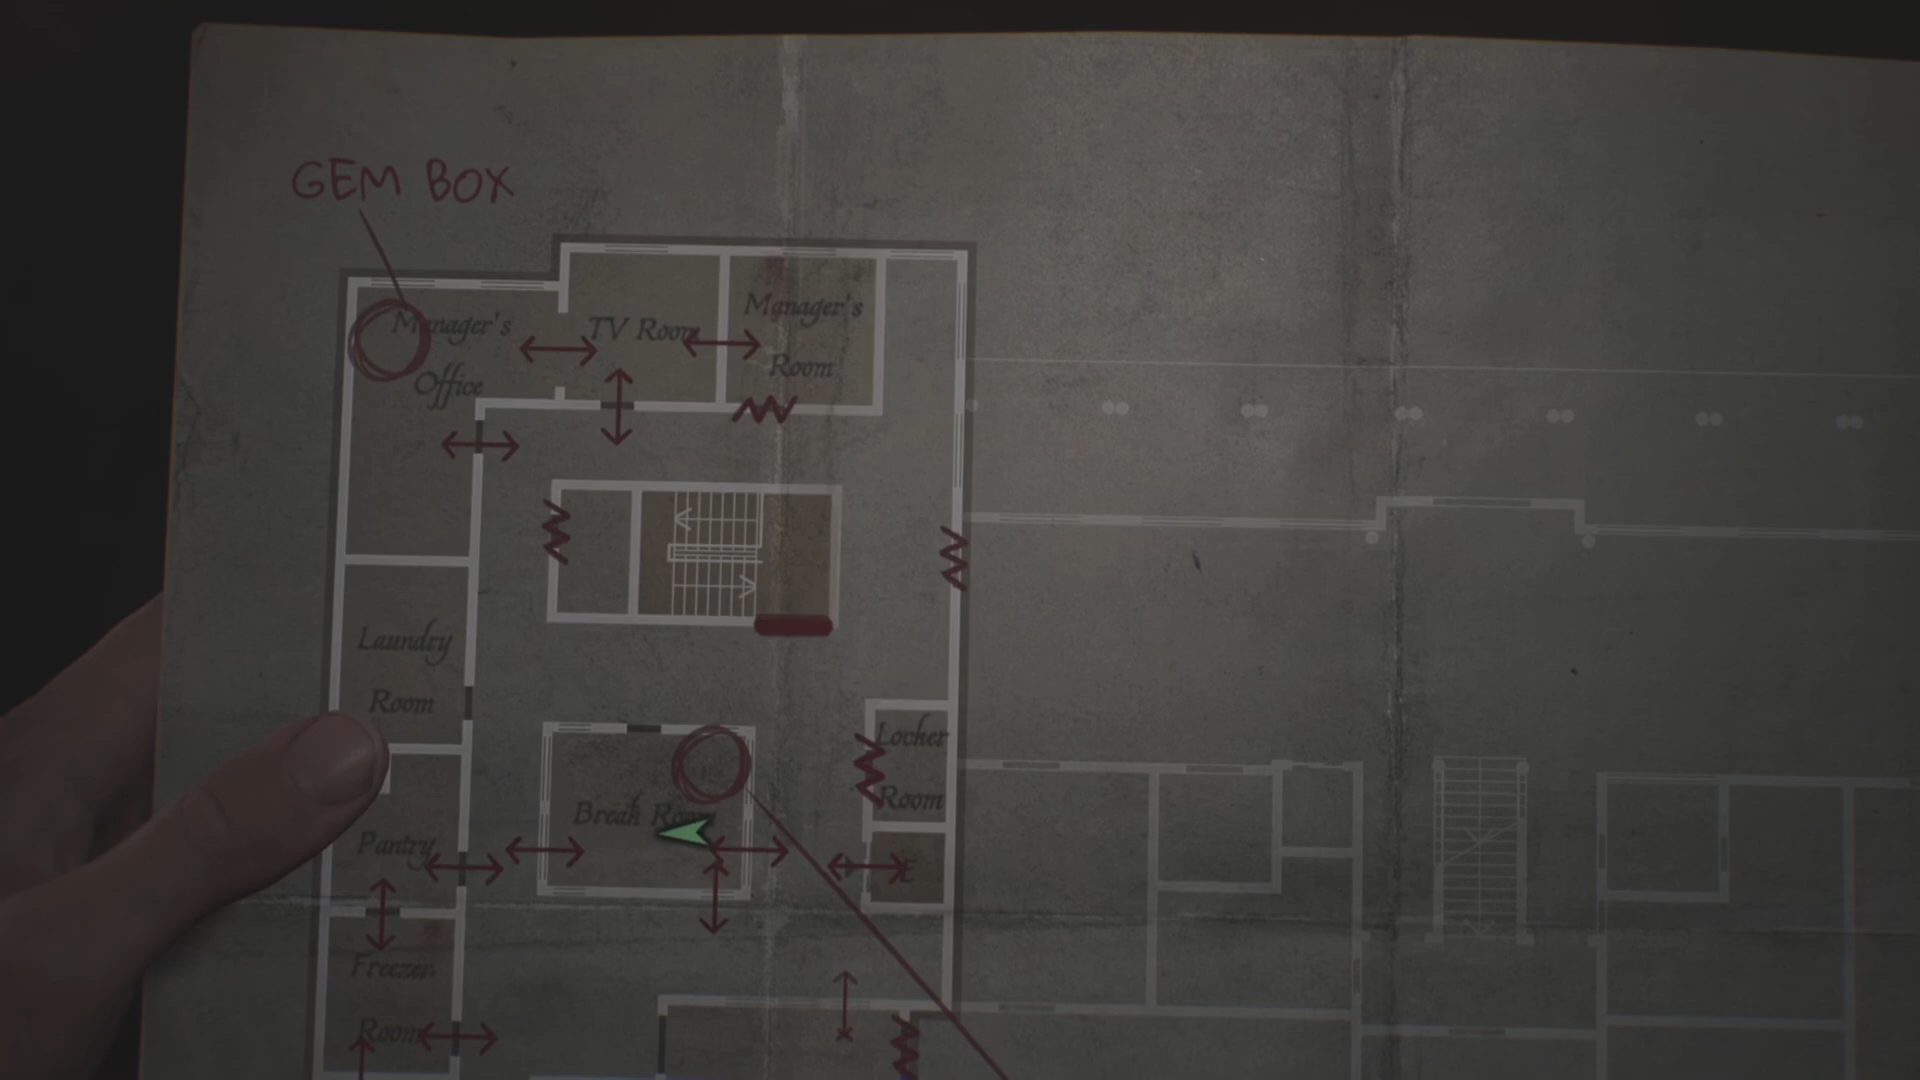 GEM BOX
Manager's
Office
TV Room
Manager's
Room
Laundry
Room
Break Room
Locker
Room
Pantry
E
Freezer
Room